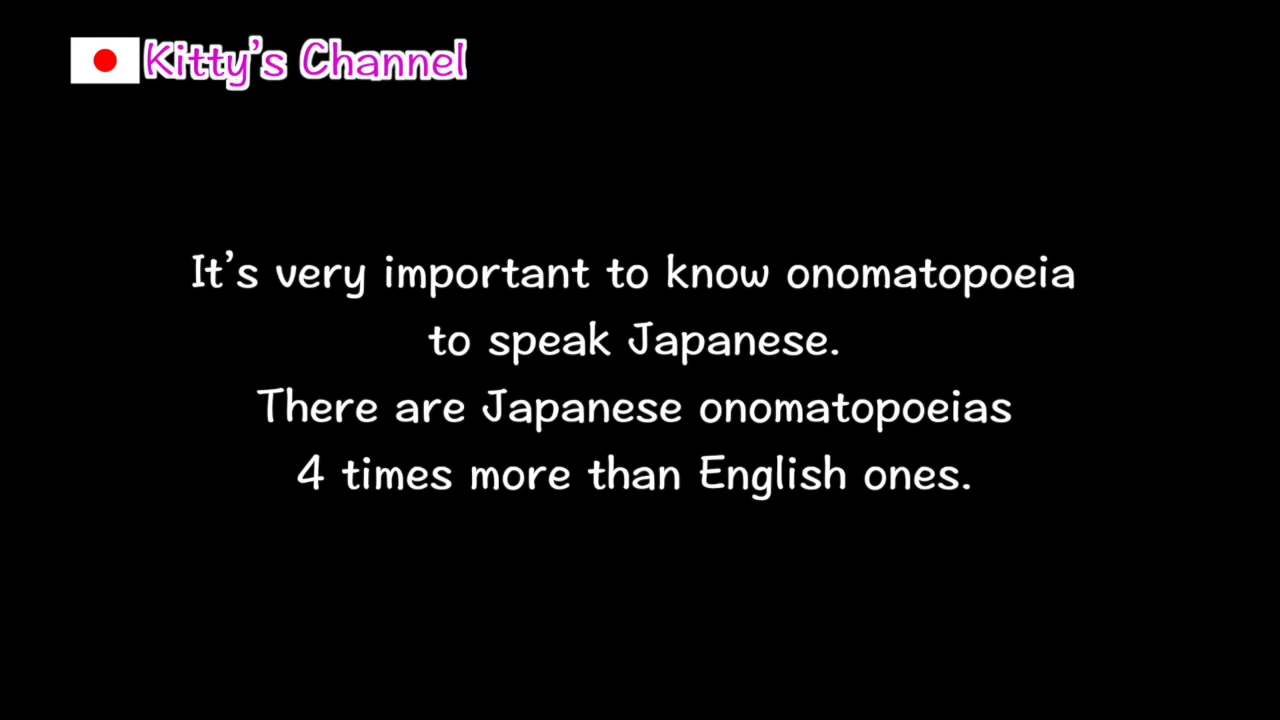 Kitty’s Channel
It’s very important to know onomatopoeia
to speak Japanese.
There are Japanese onomatopoeias
4 times more than English ones.